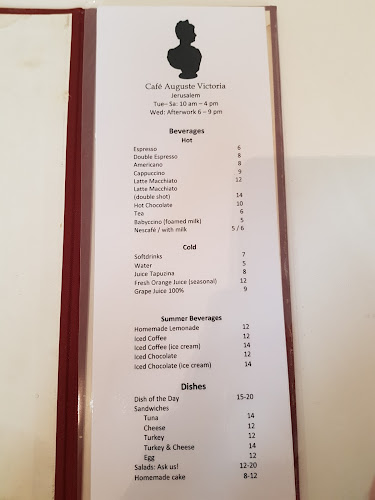 Café Auguste Victoria
Jerusalem
Tue– Sa: 10 am – 4 pm
Wed: Afterwork 6 – 9 pm
Beverages
Hot
Espresso 6
Double Espresso 8
Americano 8
Cappuccino 9
Latte Macchiato 12
Latte Macchiato
(double shot) 14
Hot Chocolate 10
Tea 6
Babyccino (foamed milk) 5
Nescafé / with milk 5 / 6
Cold
Softdrinks 7
Water 5
Juice Tapuzina 8
Fresh Orange Juice (seasonal) 12
Grape Juice 100% 9
Summer Beverages
Homemade Lemonade 12
Iced Coffee 12
Iced Coffee (ice cream) 14
Iced Chocolate 12
Iced Chocolate (ice cream) 14
Dishes
Dish of the Day 15-20
Sandwiches
Tuna 14
Cheese 12
Turkey 12
Turkey & Cheese 14
Egg 12
Salads: Ask us! 12-20
Homemade cake 8-12